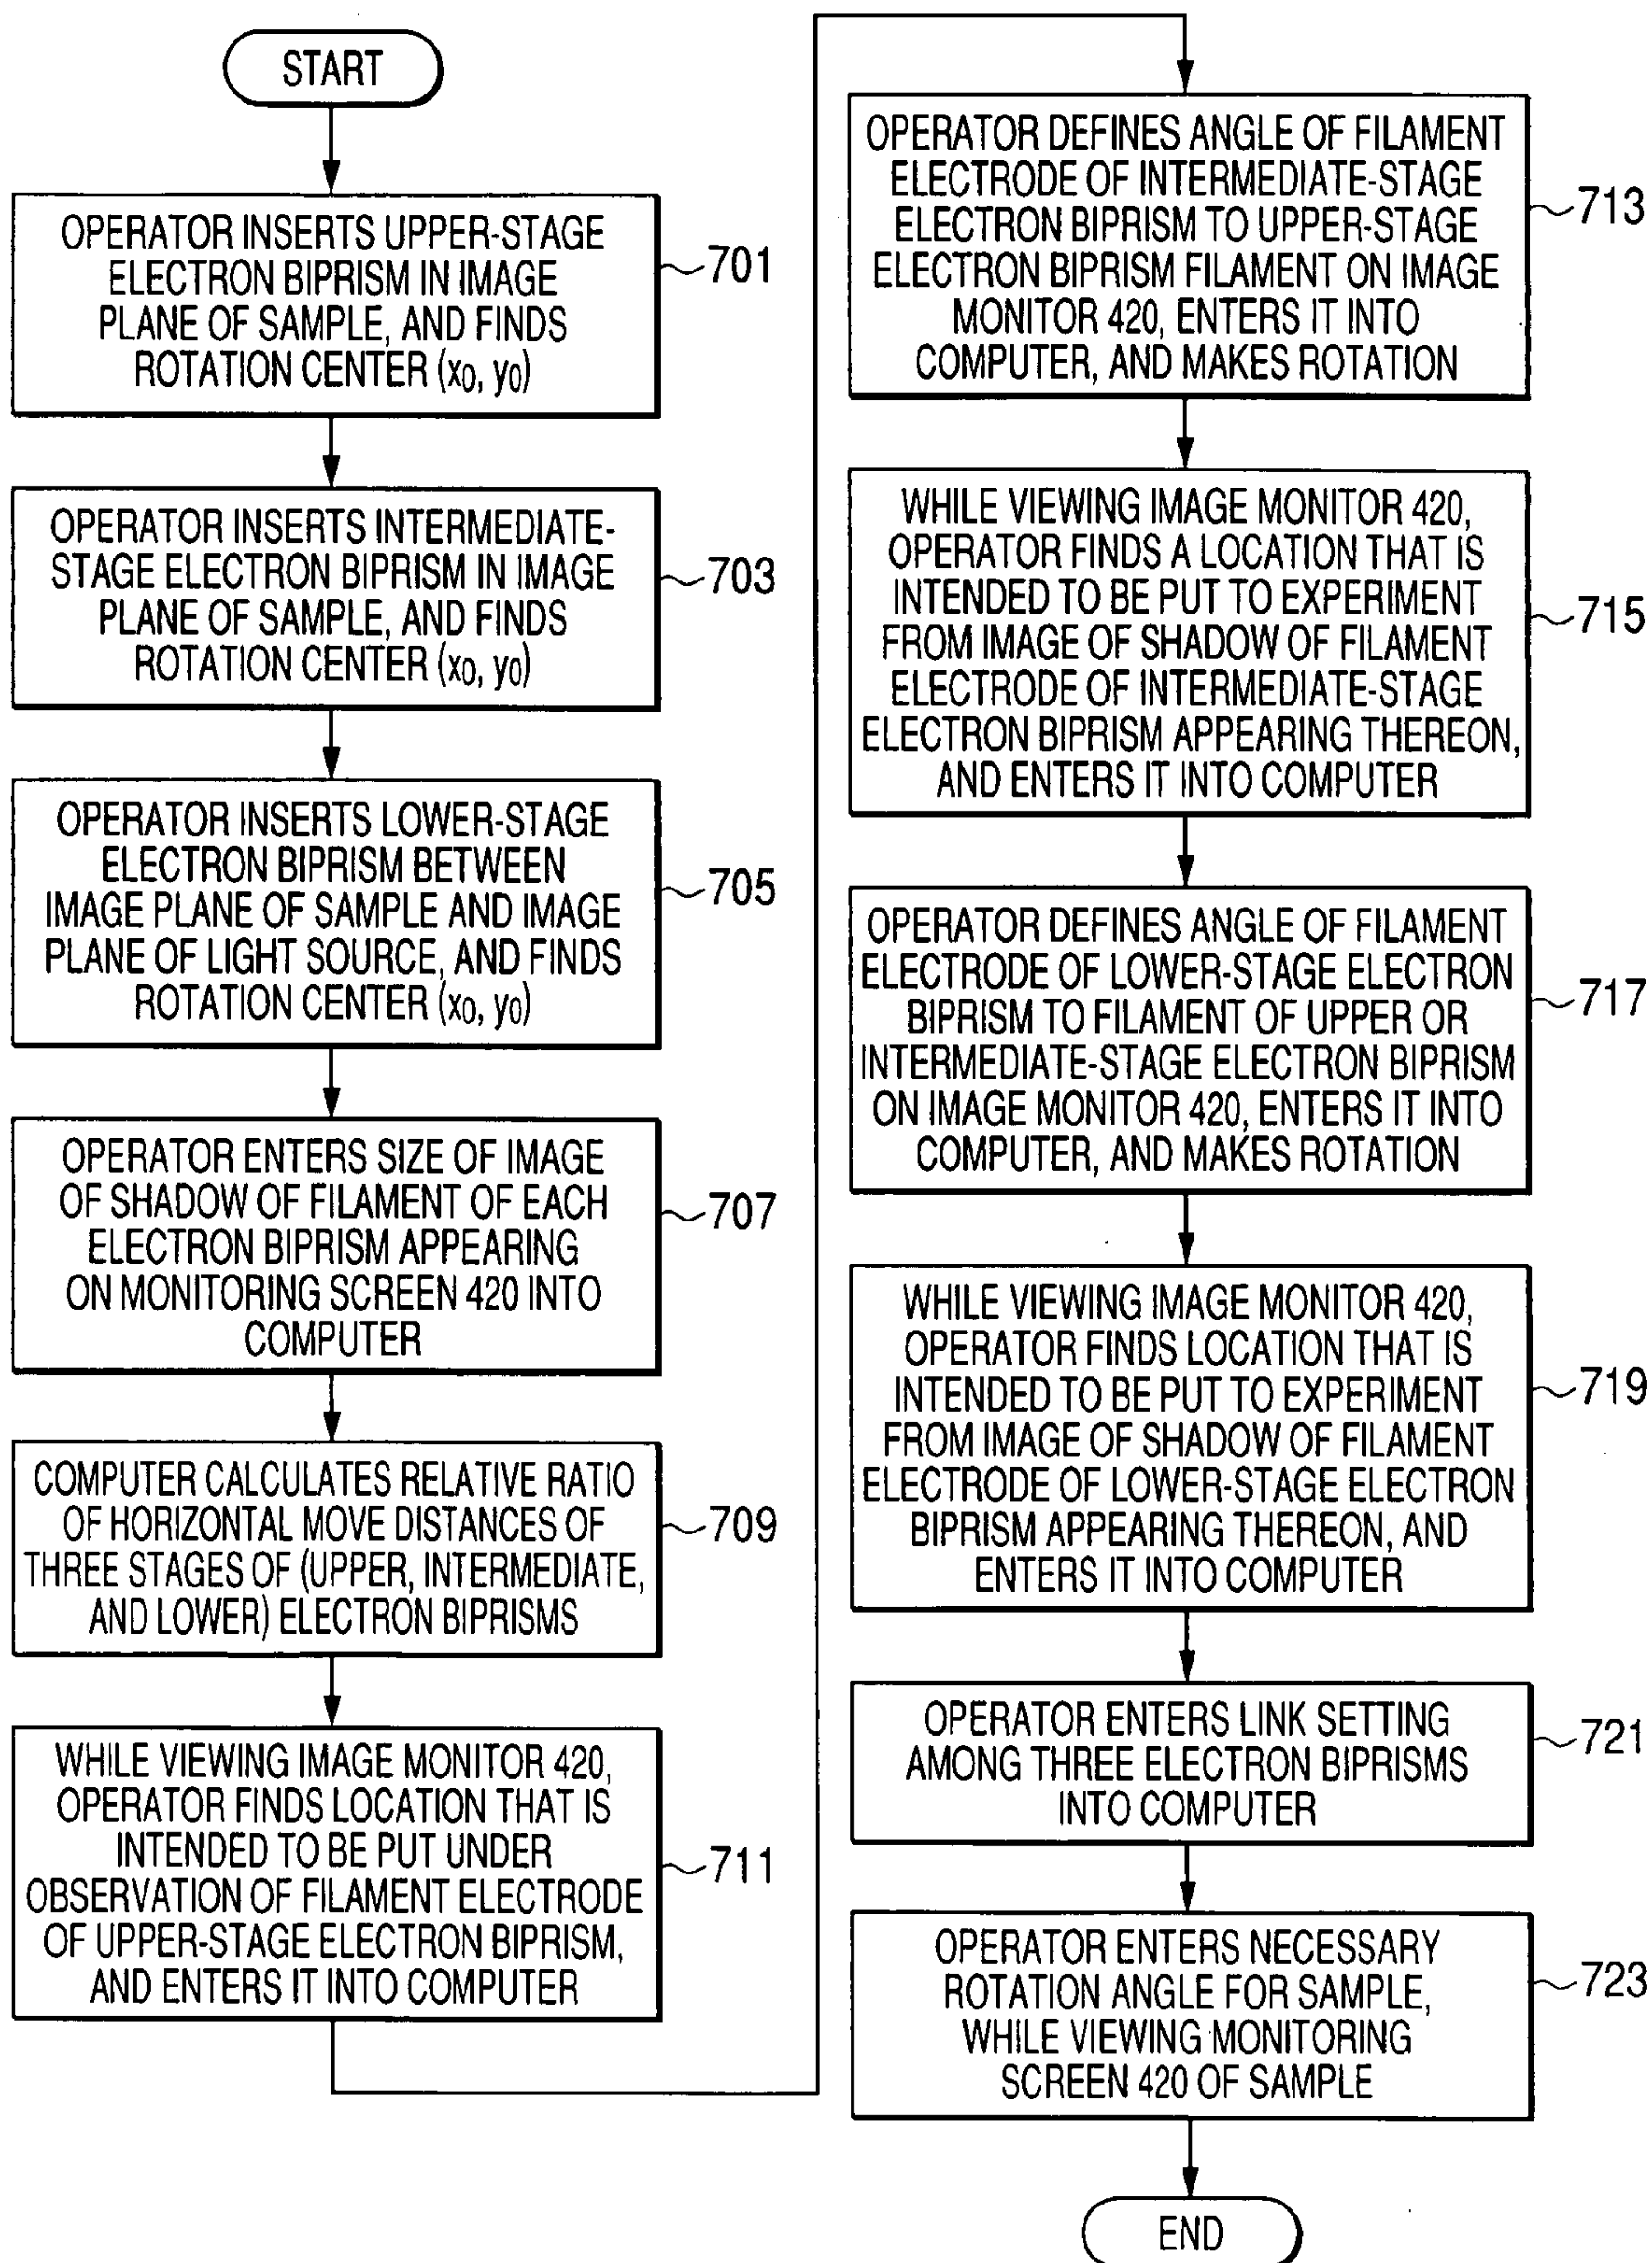 START
OPERATOR INSERTS UPPER-STAGE
ELECTRON BIPRISM IN IMAGE
PLANE OF SAMPLE, AND FINDS
ROTATION CENTER (x0, y0)
701
OPERATOR INSERTS INTERMEDIATE-
STAGE ELECTRON BIPRISM IN IMAGE
PLANE OF SAMPLE, AND FINDS
ROTATION CENTER (x0, y0)
703
OPERATOR INSERTS LOWER-STAGE
ELECTRON BIPRISM BETWEEN
IMAGE PLANE OF SAMPLE AND IMAGE
PLANE OF LIGHT SOURCE, AND FINDS
ROTATION CENTER (x0, y0)
705
OPERATOR ENTERS SIZE OF IMAGE
OF SHADOW OF FILAMENT OF EACH
ELECTRON BIPRISM APPEARING
ON MONITORING SCREEN 420 INTO
COMPUTER
707
COMPUTER CALCULATES RELATIVE RATIO
OF HORIZONTAL MOVE DISTANCES OF
THREE STAGES OF (UPPER, INTERMEDIATE,
AND LOWER) ELECTRON BIPRISMS
709
WHILE VIEWING IMAGE MONITOR 420,
OPERATOR FINDS LOCATION THAT IS
INTENDED TO BE PUT UNDER
OBSERVATION OF FILAMENT ELECTRODE
OF UPPER-STAGE ELECTRON BIPRISM,
AND ENTERS IT INTO COMPUTER
711
OPERATOR DEFINES ANGLE OF FILAMENT
ELECTRODE OF INTERMEDIATE-STAGE
ELECTRON BIPRISM TO UPPER-STAGE
ELECTRON BIPRISM FILAMENT ON IMAGE
MONITOR 420, ENTERS IT INTO
COMPUTER, AND MAKES ROTATION
713
WHILE VIEWING IMAGE MONITOR 420,
OPERATOR FINDS A LOCATION THAT IS
INTENDED TO BE PUT TO EXPERIMENT
FROM IMAGE OF SHADOW OF FILAMENT
ELECTRODE OF INTERMEDIATE-STAGE
ELECTRON BIPRISM APPEARING THEREON,
AND ENTERS IT INTO COMPUTER
715
OPERATOR DEFINES ANGLE OF FILAMENT
ELECTRODE OF LOWER-STAGE ELECTRON
BIPRISM TO FILAMENT OF UPPER OR
INTERMEDIATE-STAGE ELECTRON BIPRISM
ON IMAGE MONITOR 420, ENTERS IT INTO
COMPUTER, AND MAKES ROTATION
717
WHILE VIEWING IMAGE MONITOR 420,
OPERATOR FINDS LOCATION THAT IS
INTENDED TO BE PUT TO EXPERIMENT
FROM IMAGE OF SHADOW OF FILAMENT
ELECTRODE OF LOWER-STAGE ELECTRON
BIPRISM APPEARING THEREON, AND
ENTERS IT INTO COMPUTER
719
OPERATOR ENTERS LINK SETTING
AMONG THREE ELECTRON BIPRISMS
INTO COMPUTER
721
OPERATOR ENTERS NECESSARY
ROTATION ANGLE FOR SAMPLE,
WHILE VIEWING MONITORING
SCREEN 420 OF SAMPLE
723
END